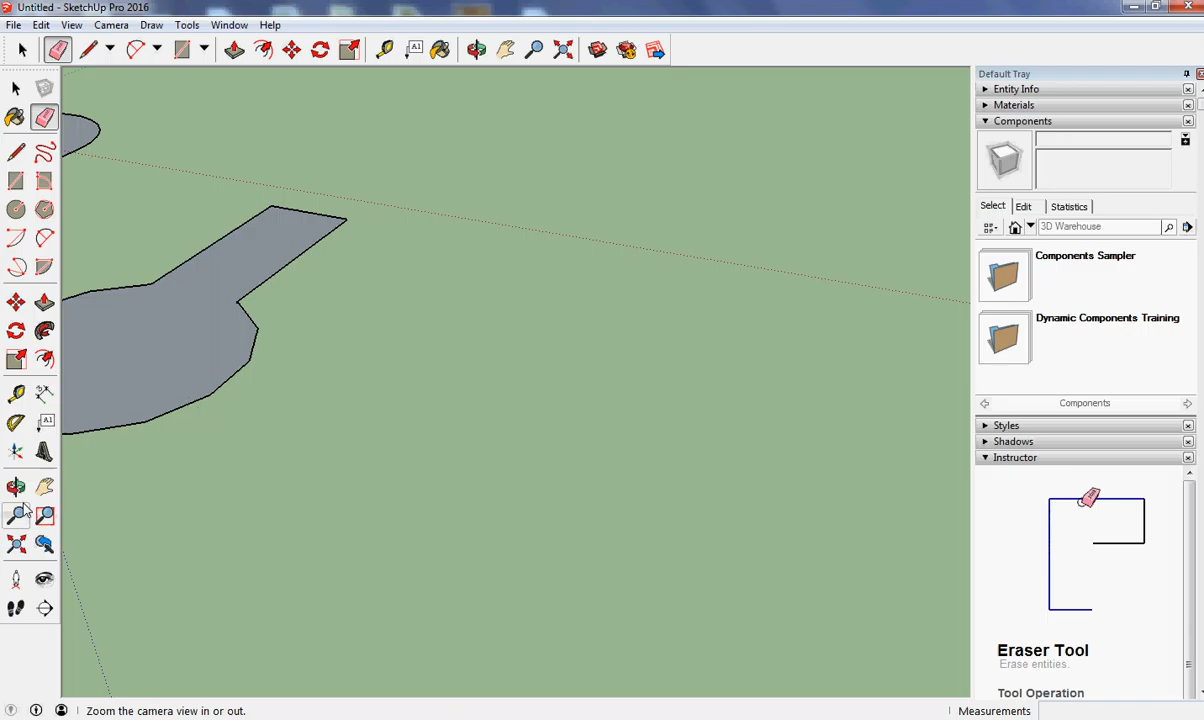 Untitled - SketchUp Pro 2016
File Edit View Camera Draw Tools Window Help
A1
Default Tray
Entity Info
Materials
Components
Select Edit Statistics
3D Warehouse
Components Sampler
Dynamic Components Training
Components
Styles
Shadows
Instructor
A1
Eraser Tool
Erase entities.
Tool Operation
Zoom the camera view in or out.
Measurements